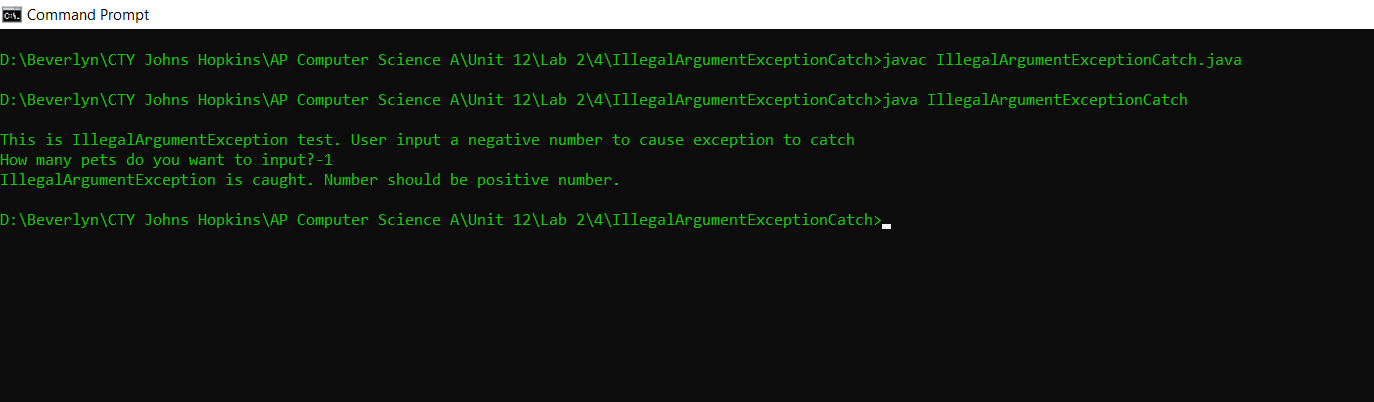 Command Prompt
D:\Beverlyn\CTY Johns Hopkins\AP Computer Science A\Unit 12\Lab 2\4\IllegalArgumentExceptionCatch>javac IllegalArgumentExceptionCatch.java
D:\Beverlyn\CTY Johns Hopkins\AP Computer Science A\Unit 12\Lab 2\4\IllegalArgumentExceptionCatch>java IllegalArgumentExceptionCatch
This is IllegalArgumentException test. User input a negative number to cause exception to catch
How many pets do you want to input?-1
IllegalArgumentException is caught. Number should be positive number.
D:\Beverlyn\CTY Johns Hopkins\AP Computer Science A\Unit 12\Lab 2\4\IllegalArgumentExceptionCatch>